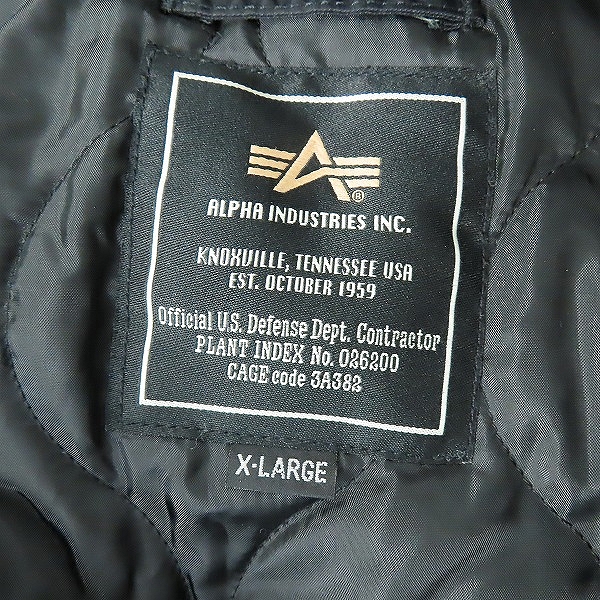 A®
ALPHA INDUSTRIES INC.
KNOXVILLE, TENNESSEE USA
EST. OCTOBER 1959
Official U.S. Defense Dept. Contractor
PLANT INDEX No. 026200
CAGE code 3A382
X-LARGE